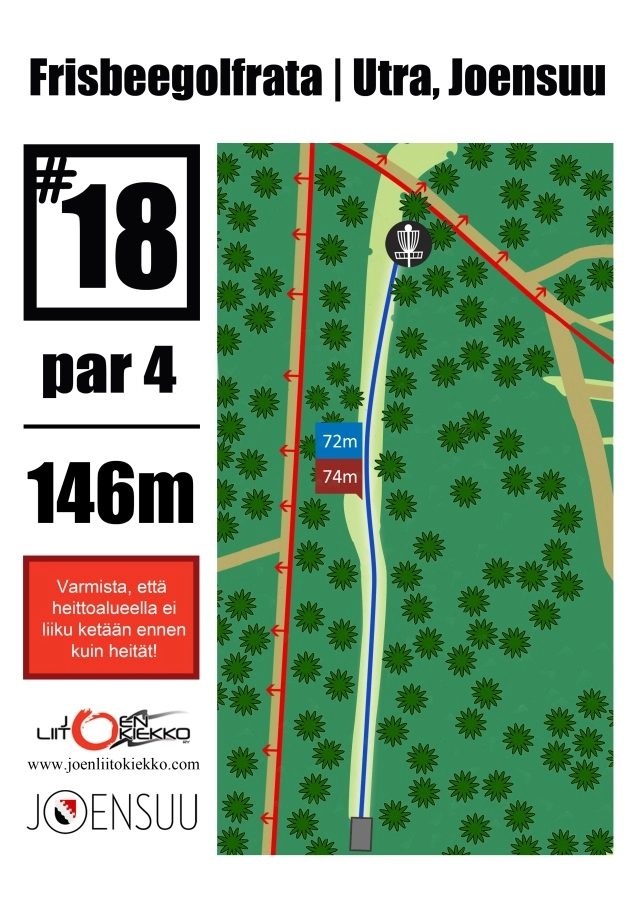 Frisbeegolfrata | Utra, Joensuu
#18
par 4
146m
72m
74m
Varmista, että
heittoalueella ei
liiku ketään ennen
kuin heität!
JOEN
LIITOKIEKKO
RY
www.joenliitokiekko.com
JOENSUU